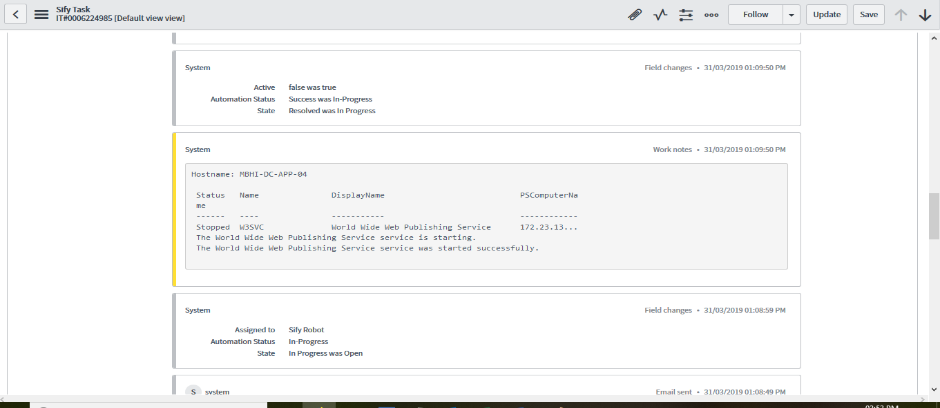 Sify Task
IT#0006224985 [Default view view]
Follow
Update
Save
System
Field changes • 31/03/2019 01:09:50 PM
Active false was true
Automation Status Success was In-Progress
State Resolved was In Progress
System
Work notes • 31/03/2019 01:09:50 PM
Hostname: MBHI-DC-APP-04
Status Name DisplayName PSComputerNa
me
------ ---- ----------- ------------
Stopped W3SVC World Wide Web Publishing Service 172.23.13...
The World Wide Web Publishing Service service is starting.
The World Wide Web Publishing Service service was started successfully.
System
Field changes • 31/03/2019 01:08:59 PM
Assigned to Sify Robot
Automation Status In-Progress
State In Progress was Open
S system
Email sent • 31/03/2019 01:08:49 PM